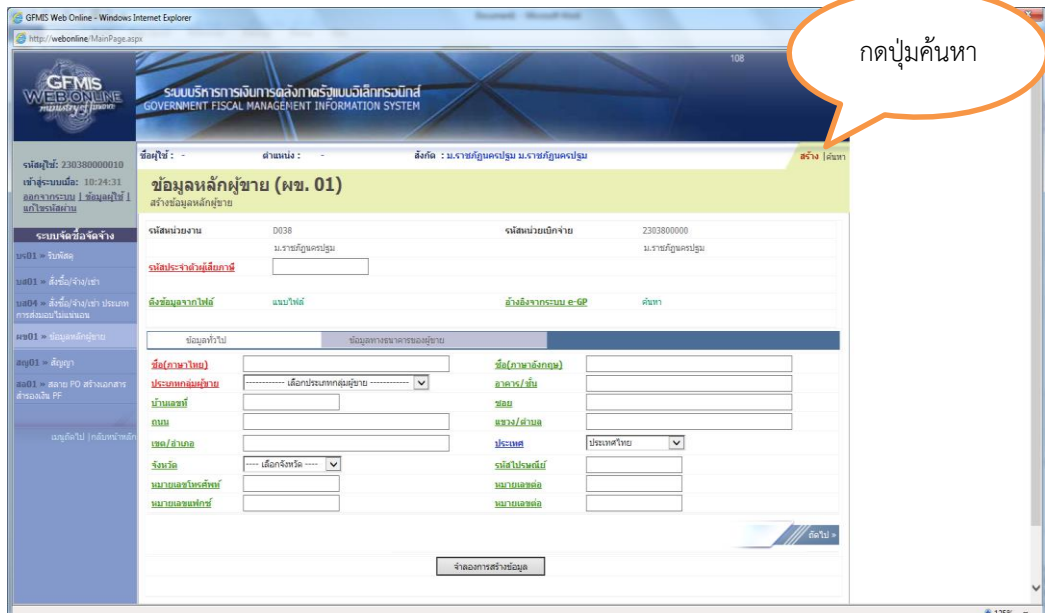 GFMIS Web Online - Windows Internet Explorer
http://webonline/MainPage.aspx
กดปุ่มค้นหา
108
GFMIS
WEB ONLINE
ministry of finance
ระบบบริหารการเงินการคลังภาครัฐแบบอิเล็กทรอนิกส์
GOVERNMENT FISCAL MANAGEMENT INFORMATION SYSTEM
รหัสผู้ใช้: 230380000010
เข้าสู่ระบบเมื่อ: 10:24:31
ออกจากระบบ | ข้อมูลผู้ใช้ |
แก้ไขรหัสผ่าน
ชื่อผู้ใช้ : - ตำแหน่ง : - สังกัด : ม.ราชภัฏนครปฐม ม.ราชภัฏนครปฐม
สร้าง | ค้นหา
ข้อมูลหลักผู้ขาย (ผข. 01)
สร้างข้อมูลหลักผู้ขาย
ระบบจัดซื้อจัดจ้าง
บร01 » รับพัสดุ
บส01 » สั่งซื้อ/จ้าง/เช่า
บส04 » สั่งซื้อ/จ้าง/เช่า ประเภท
การส่งมอบไม่แน่นอน
ผข01 » ข้อมูลหลักผู้ขาย
สญ01 » สัญญา
สอ01 » สลาย PO สร้างเอกสาร
สำรองเงิน PF
เมนูถัดไป | กลับหน้าหลัก
รหัสหน่วยงาน D038 รหัสหน่วยเบิกจ่าย 2303800000
ม.ราชภัฏนครปฐม ม.ราชภัฏนครปฐม
รหัสประจำตัวผู้เสียภาษี
ดึงข้อมูลจากไฟล์ แนบไฟล์ อ้างอิงจากระบบ e-GP ค้นหา
ข้อมูลทั่วไป ข้อมูลทางธนาคารของผู้ขาย
ชื่อ(ภาษาไทย) ชื่อ(ภาษาอังกฤษ)
ประเภทกลุ่มผู้ขาย ------------ เลือกประเภทกลุ่มผู้ขาย ------------ อาคาร/ชั้น
บ้านเลขที่ ซอย
ถนน แขวง/ตำบล
เขต/อำเภอ ประเทศ ประเทศไทย
จังหวัด ---- เลือกจังหวัด ---- รหัสไปรษณีย์
หมายเลขโทรศัพท์ หมายเลขต่อ
หมายเลขแฟกซ์ หมายเลขต่อ
ถัดไป »
จำลองการสร้างข้อมูล